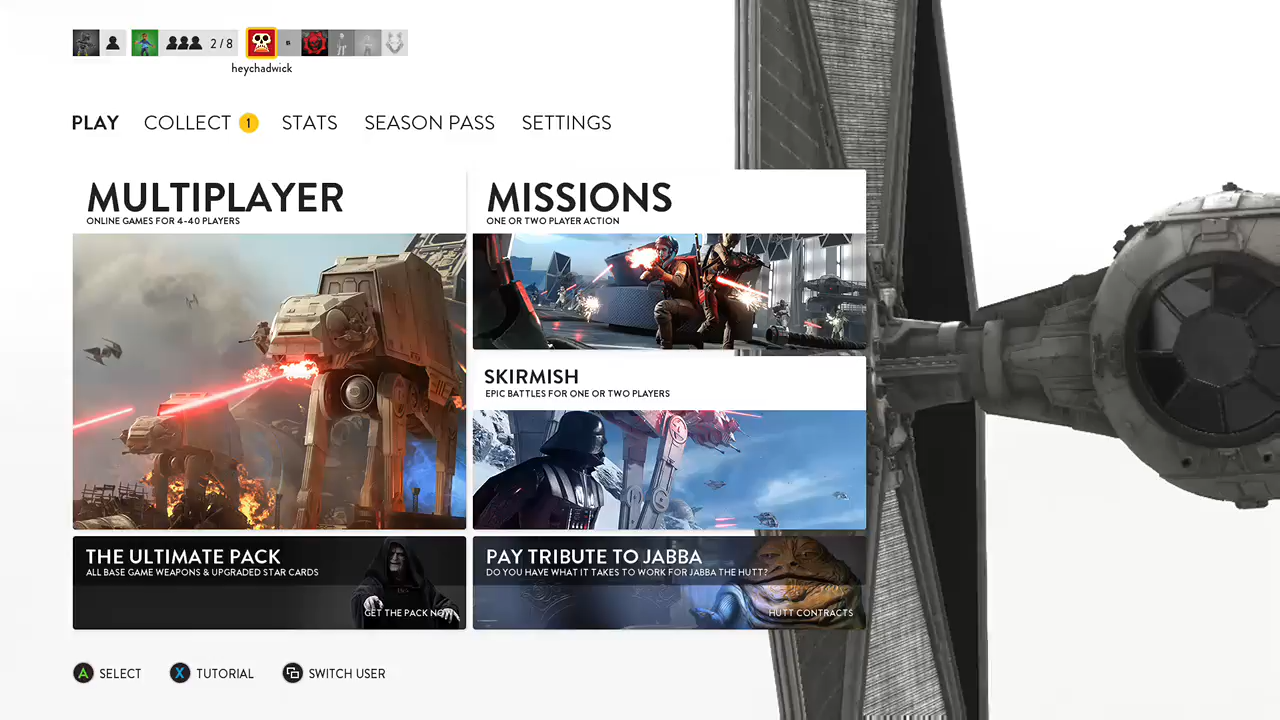 2 / 8
heychadwick
PLAY COLLECT 1 STATS SEASON PASS SETTINGS
MULTIPLAYER
ONLINE GAMES FOR 4-40 PLAYERS
MISSIONS
ONE OR TWO PLAYER ACTION
SKIRMISH
EPIC BATTLES FOR ONE OR TWO PLAYERS
THE ULTIMATE PACK
ALL BASE GAME WEAPONS & UPGRADED STAR CARDS
GET THE PACK NOW
PAY TRIBUTE TO JABBA
DO YOU HAVE WHAT IT TAKES TO WORK FOR JABBA THE HUTT?
HUTT CONTRACTS
A SELECT X TUTORIAL SWITCH USER